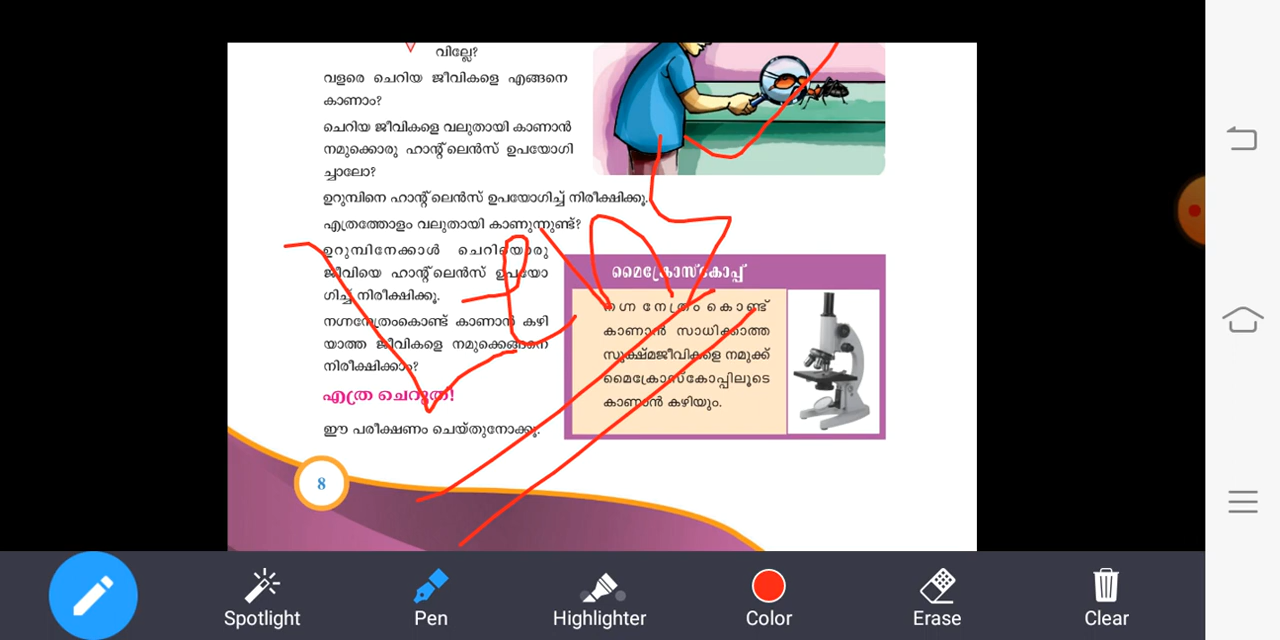 വില്ലേ?
വളരെ ചെറിയ ജീവികളെ എങ്ങനെ
കാണാം?
ചെറിയ ജീവികളെ വലുതായി കാണാൻ
നമുക്കൊരു ഹാന്റ് ലെൻസ് ഉപയോഗി
ച്ചാലോ?
ഉറുമ്പിനെ ഹാന്റ് ലെൻസ് ഉപയോഗിച്ച് നിരീക്ഷിക്കൂ.
എത്രത്തോളം വലുതായി കാണുന്നുണ്ട്?
ഉറുമ്പിനേക്കാൾ ചെറിയൊരു
ജീവിയെ ഹാന്റ് ലെൻസ് ഉപയോ
ഗിച്ച് നിരീക്ഷിക്കൂ.
നഗ്നനേത്രംകൊണ്ട് കാണാൻ കഴി
യാത്ത ജീവികളെ നമുക്കെങ്ങനെ
നിരീക്ഷിക്കാം?
എത്ര ചെറുത്!
ഈ പരീക്ഷണം ചെയ്തുനോക്കൂ.
മൈക്രോസ്കോപ്പ്
നഗ്ന നേത്രം കൊണ്ട്
കാണാൻ സാധിക്കാത്ത
സൂക്ഷ്മജീവികളെ നമുക്ക്
മൈക്രോസ്കോപ്പിലൂടെ
കാണാൻ കഴിയും.
8
Spotlight Pen Highlighter Color Erase Clear